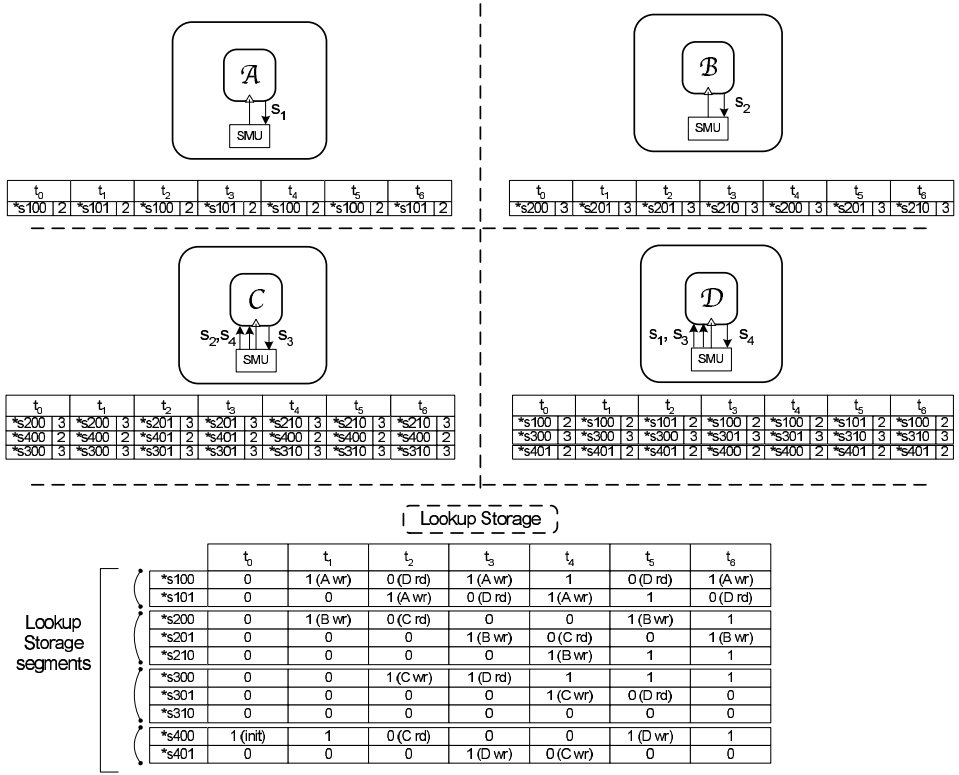 A
s1
SMU
t0 t1 t2 t3 t4 t5 t6
*s100 2 *s101 2 *s100 2 *s101 2 *s100 2 *s100 2 *s101 2
B
s2
SMU
t0 t1 t2 t3 t4 t5 t6
*s200 3 *s201 3 *s201 3 *s210 3 *s200 3 *s201 3 *s210 3
C
s2,s4 s3
SMU
t0 t1 t2 t3 t4 t5 t6
*s200 3 *s200 3 *s201 3 *s201 3 *s210 3 *s210 3 *s210 3
*s400 2 *s400 2 *s401 2 *s401 2 *s400 2 *s400 2 *s400 2
*s300 3 *s300 3 *s301 3 *s301 3 *s310 3 *s310 3 *s310 3
D
s1, s3 s4
SMU
t0 t1 t2 t3 t4 t5 t6
*s100 2 *s100 2 *s101 2 *s100 2 *s100 2 *s101 2 *s100 2
*s300 3 *s300 3 *s300 3 *s301 3 *s301 3 *s310 3 *s310 3
*s401 2 *s401 2 *s401 2 *s400 2 *s400 2 *s401 2 *s401 2
Lookup Storage
t0 t1 t2 t3 t4 t5 t6
Lookup
Storage
segments
*s100 0 1 (A wr) 0 (D rd) 1 (A wr) 1 0 (D rd) 1 (A wr)
*s101 0 0 1 (A wr) 0 (D rd) 1 (A wr) 1 0 (D rd)
*s200 0 1 (B wr) 0 (C rd) 0 0 1 (B wr) 1
*s201 0 0 0 1 (B wr) 0 (C rd) 0 1 (B wr)
*s210 0 0 0 0 1 (B wr) 1 1
*s300 0 0 1 (C wr) 1 (D rd) 1 1 1
*s301 0 0 0 0 1 (C wr) 0 (D rd) 0
*s310 0 0 0 0 0 0 0
*s400 1 (init) 1 0 (C rd) 0 0 1 (D wr) 1
*s401 0 0 0 1 (D wr) 0 (C wr) 0 0